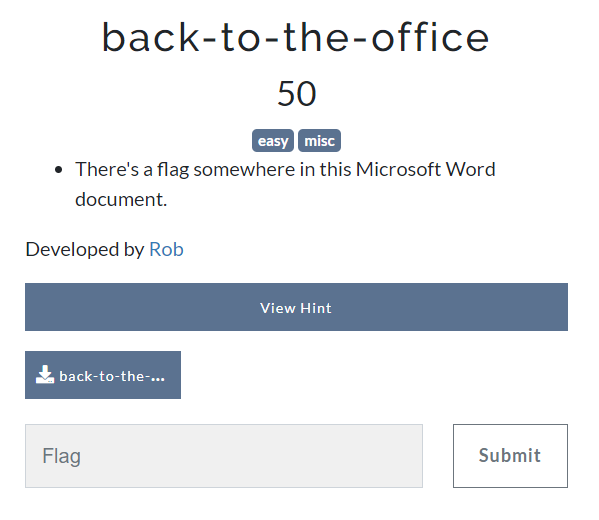 back-to-the-office
50
easy misc
There's a flag somewhere in this Microsoft Word
document.
Developed by Rob
View Hint
back-to-the-...
Flag Submit